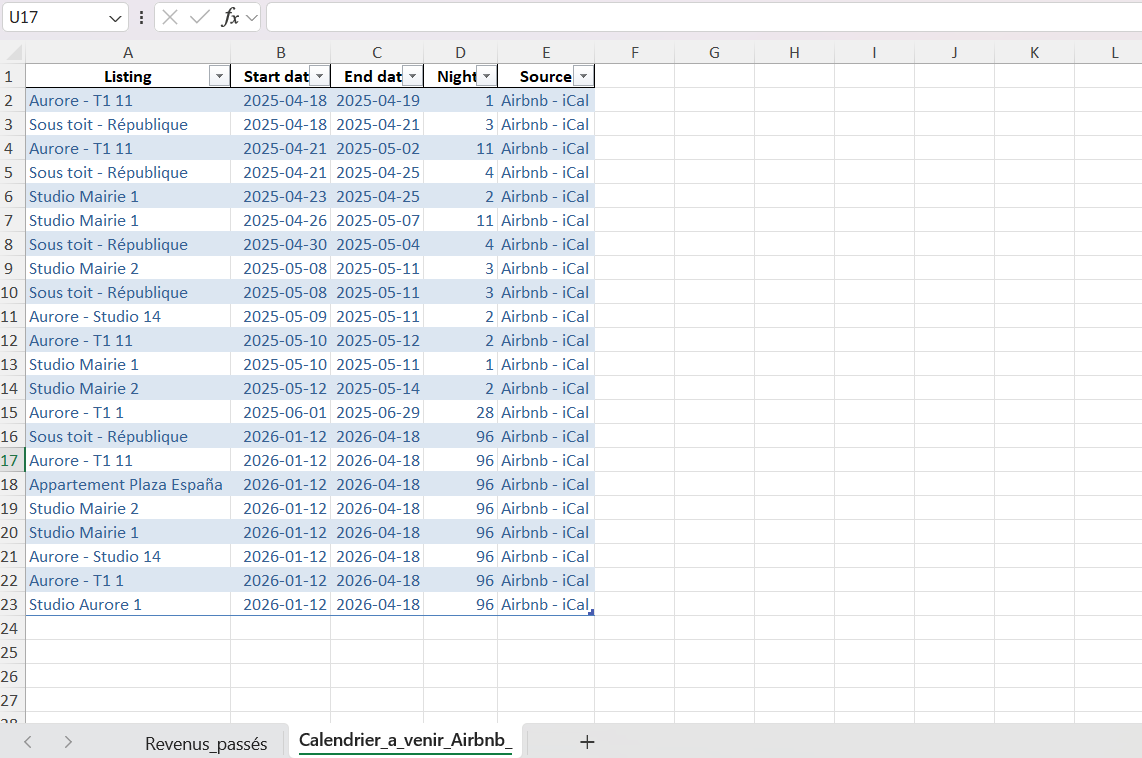 U17 fx
A B C D E F G H I J K L
1 Listing Start dat End dat Night Source
2 Aurore - T1 11 2025-04-18 2025-04-19 1 Airbnb - iCal
3 Sous toit - République 2025-04-18 2025-04-21 3 Airbnb - iCal
4 Aurore - T1 11 2025-04-21 2025-05-02 11 Airbnb - iCal
5 Sous toit - République 2025-04-21 2025-04-25 4 Airbnb - iCal
6 Studio Mairie 1 2025-04-23 2025-04-25 2 Airbnb - iCal
7 Studio Mairie 1 2025-04-26 2025-05-07 11 Airbnb - iCal
8 Sous toit - République 2025-04-30 2025-05-04 4 Airbnb - iCal
9 Studio Mairie 2 2025-05-08 2025-05-11 3 Airbnb - iCal
10 Sous toit - République 2025-05-08 2025-05-11 3 Airbnb - iCal
11 Aurore - Studio 14 2025-05-09 2025-05-11 2 Airbnb - iCal
12 Aurore - T1 11 2025-05-10 2025-05-12 2 Airbnb - iCal
13 Studio Mairie 1 2025-05-10 2025-05-11 1 Airbnb - iCal
14 Studio Mairie 2 2025-05-12 2025-05-14 2 Airbnb - iCal
15 Aurore - T1 1 2025-06-01 2025-06-29 28 Airbnb - iCal
16 Sous toit - République 2026-01-12 2026-04-18 96 Airbnb - iCal
17 Aurore - T1 11 2026-01-12 2026-04-18 96 Airbnb - iCal
18 Appartement Plaza España 2026-01-12 2026-04-18 96 Airbnb - iCal
19 Studio Mairie 2 2026-01-12 2026-04-18 96 Airbnb - iCal
20 Studio Mairie 1 2026-01-12 2026-04-18 96 Airbnb - iCal
21 Aurore - Studio 14 2026-01-12 2026-04-18 96 Airbnb - iCal
22 Aurore - T1 1 2026-01-12 2026-04-18 96 Airbnb - iCal
23 Studio Aurore 1 2026-01-12 2026-04-18 96 Airbnb - iCal
24
25
26
27
28
Revenus_passés Calendrier_a_venir_Airbnb_